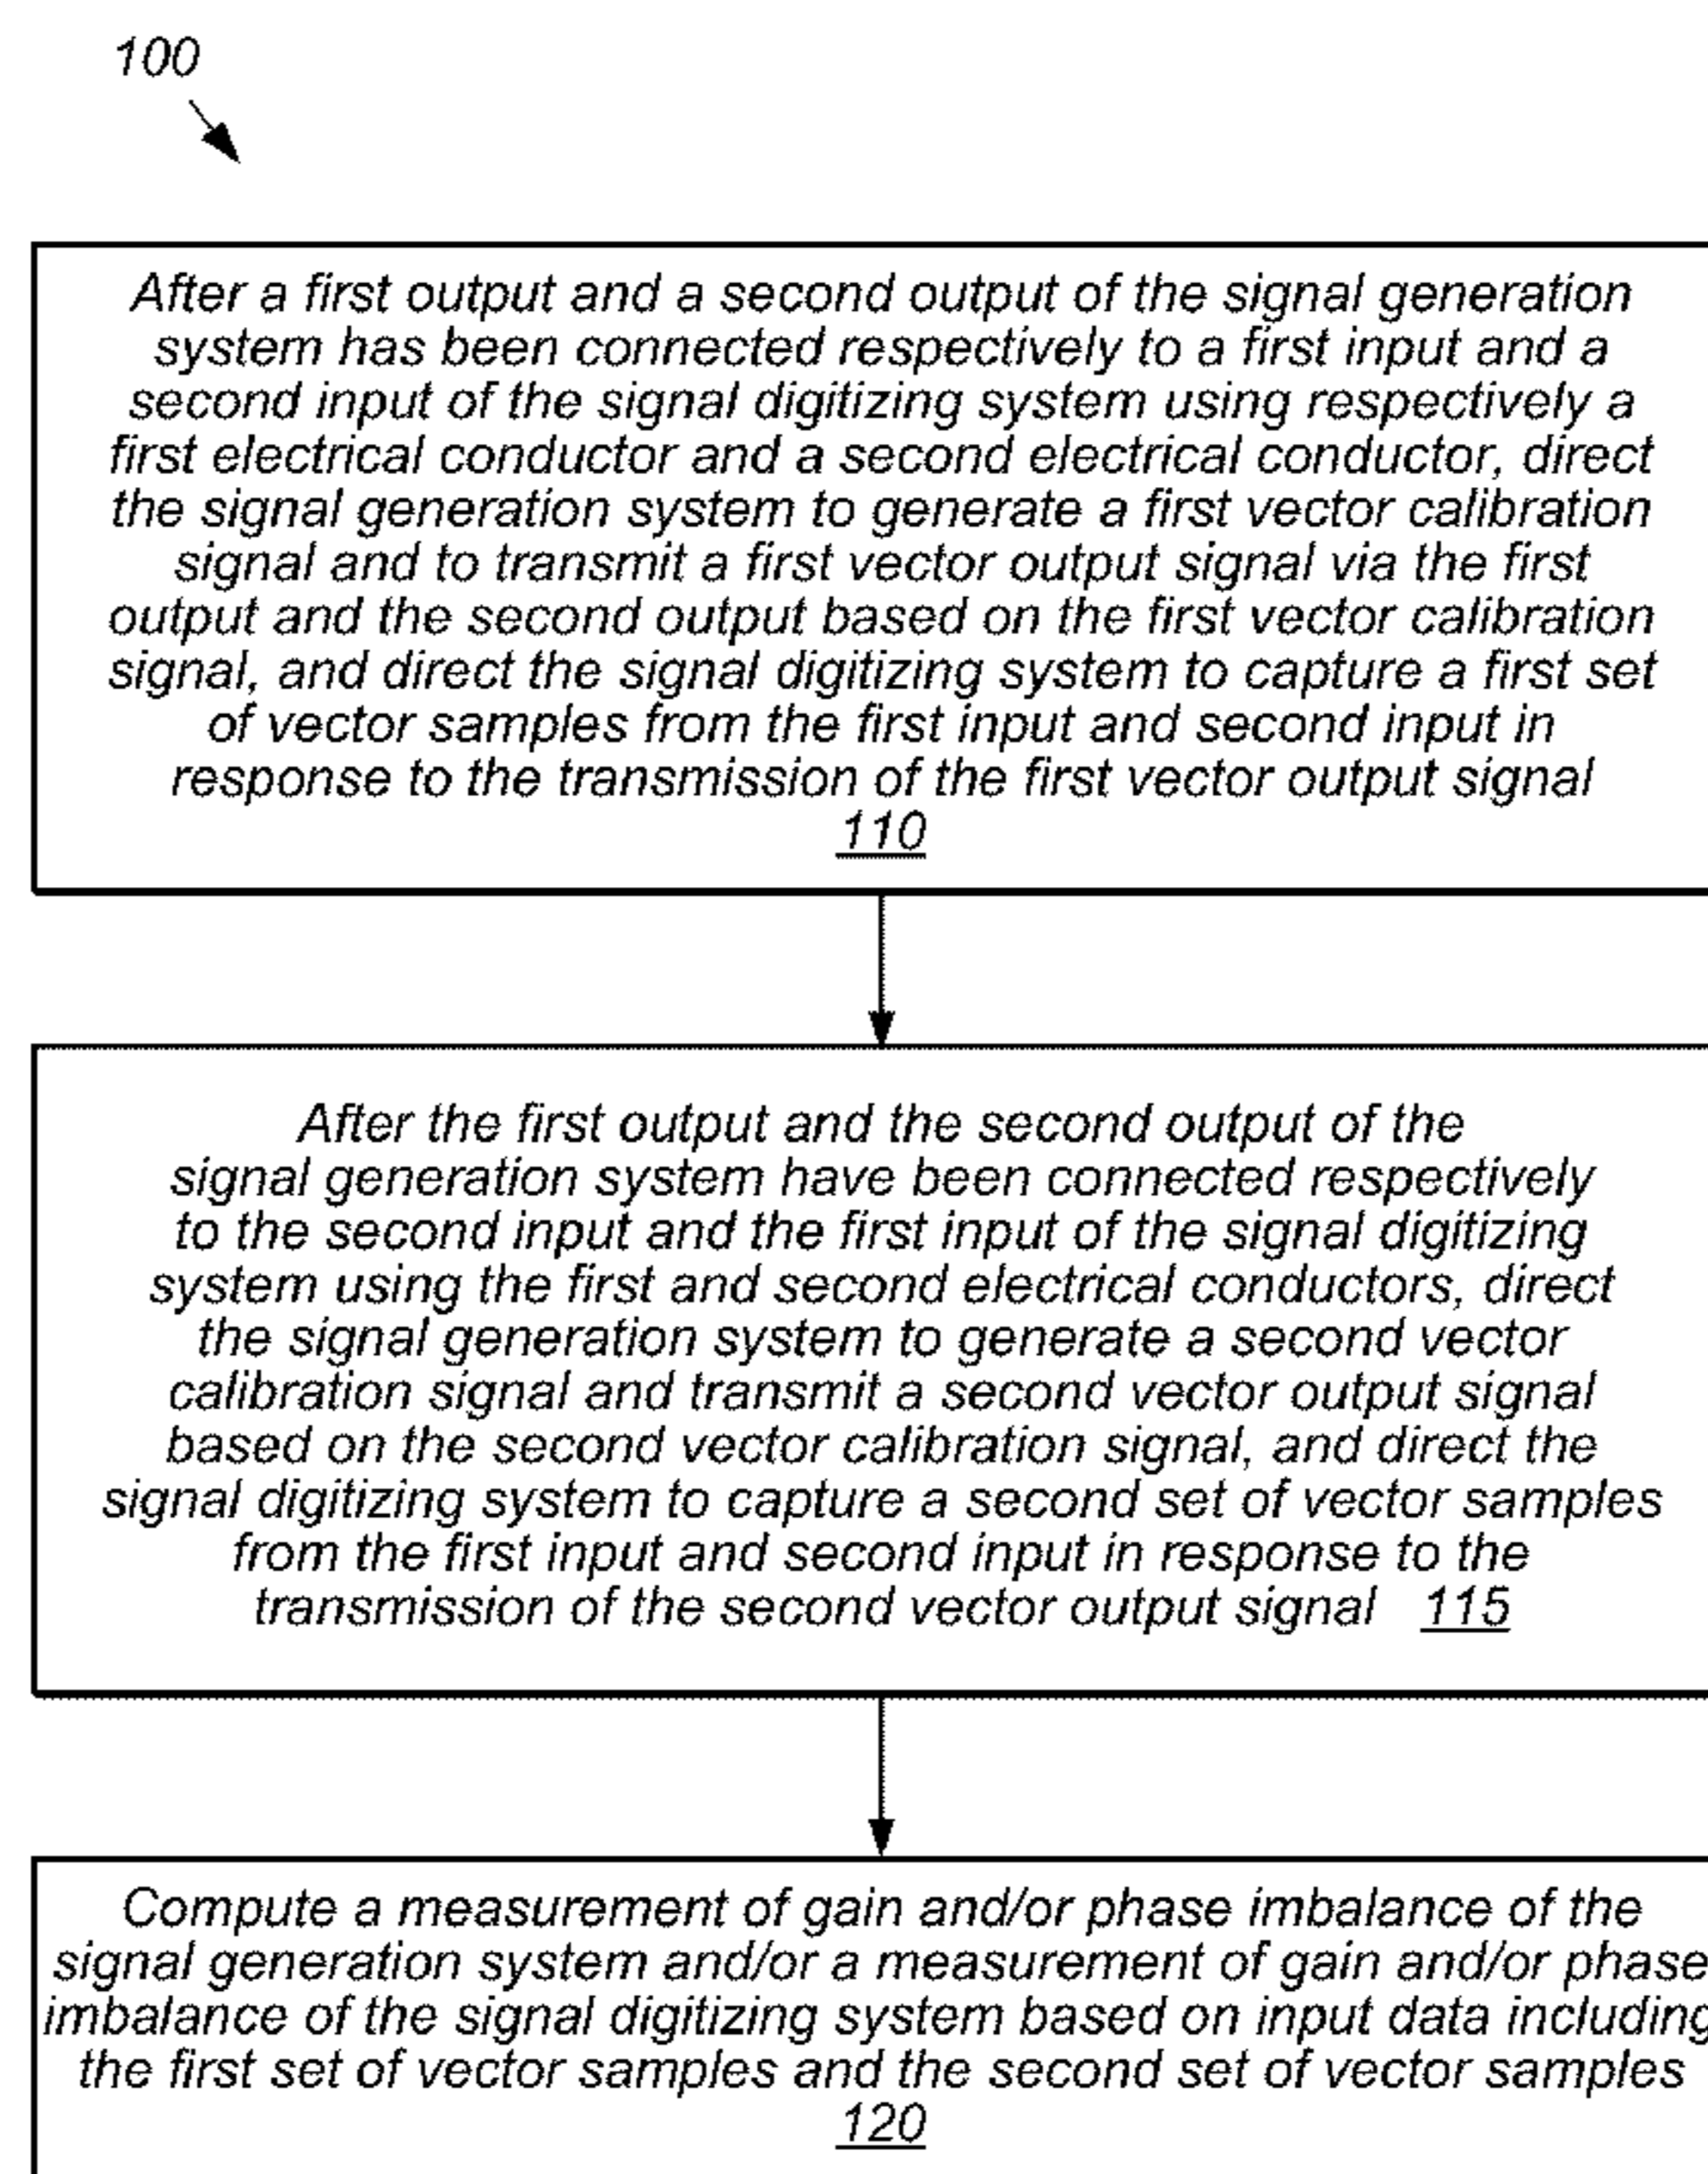 100
After a first output and a second output of the signal generation
system has been connected respectively to a first input and a
second input of the signal digitizing system using respectively a
first electrical conductor and a second electrical conductor, direct
the signal generation system to generate a first vector calibration
signal and to transmit a first vector output signal via the first
output and the second output based on the first vector calibration
signal, and direct the signal digitizing system to capture a first set
of vector samples from the first input and second input in
response to the transmission of the first vector output signal
110
After the first output and the second output of the
signal generation system have been connected respectively
to the second input and the first input of the signal digitizing
system using the first and second electrical conductors, direct
the signal generation system to generate a second vector
calibration signal and transmit a second vector output signal
based on the second vector calibration signal, and direct the
signal digitizing system to capture a second set of vector samples
from the first input and second input in response to the
transmission of the second vector output signal 115
Compute a measurement of gain and/or phase imbalance of the
signal generation system and/or a measurement of gain and/or phase
imbalance of the signal digitizing system based on input data including
the first set of vector samples and the second set of vector samples
120